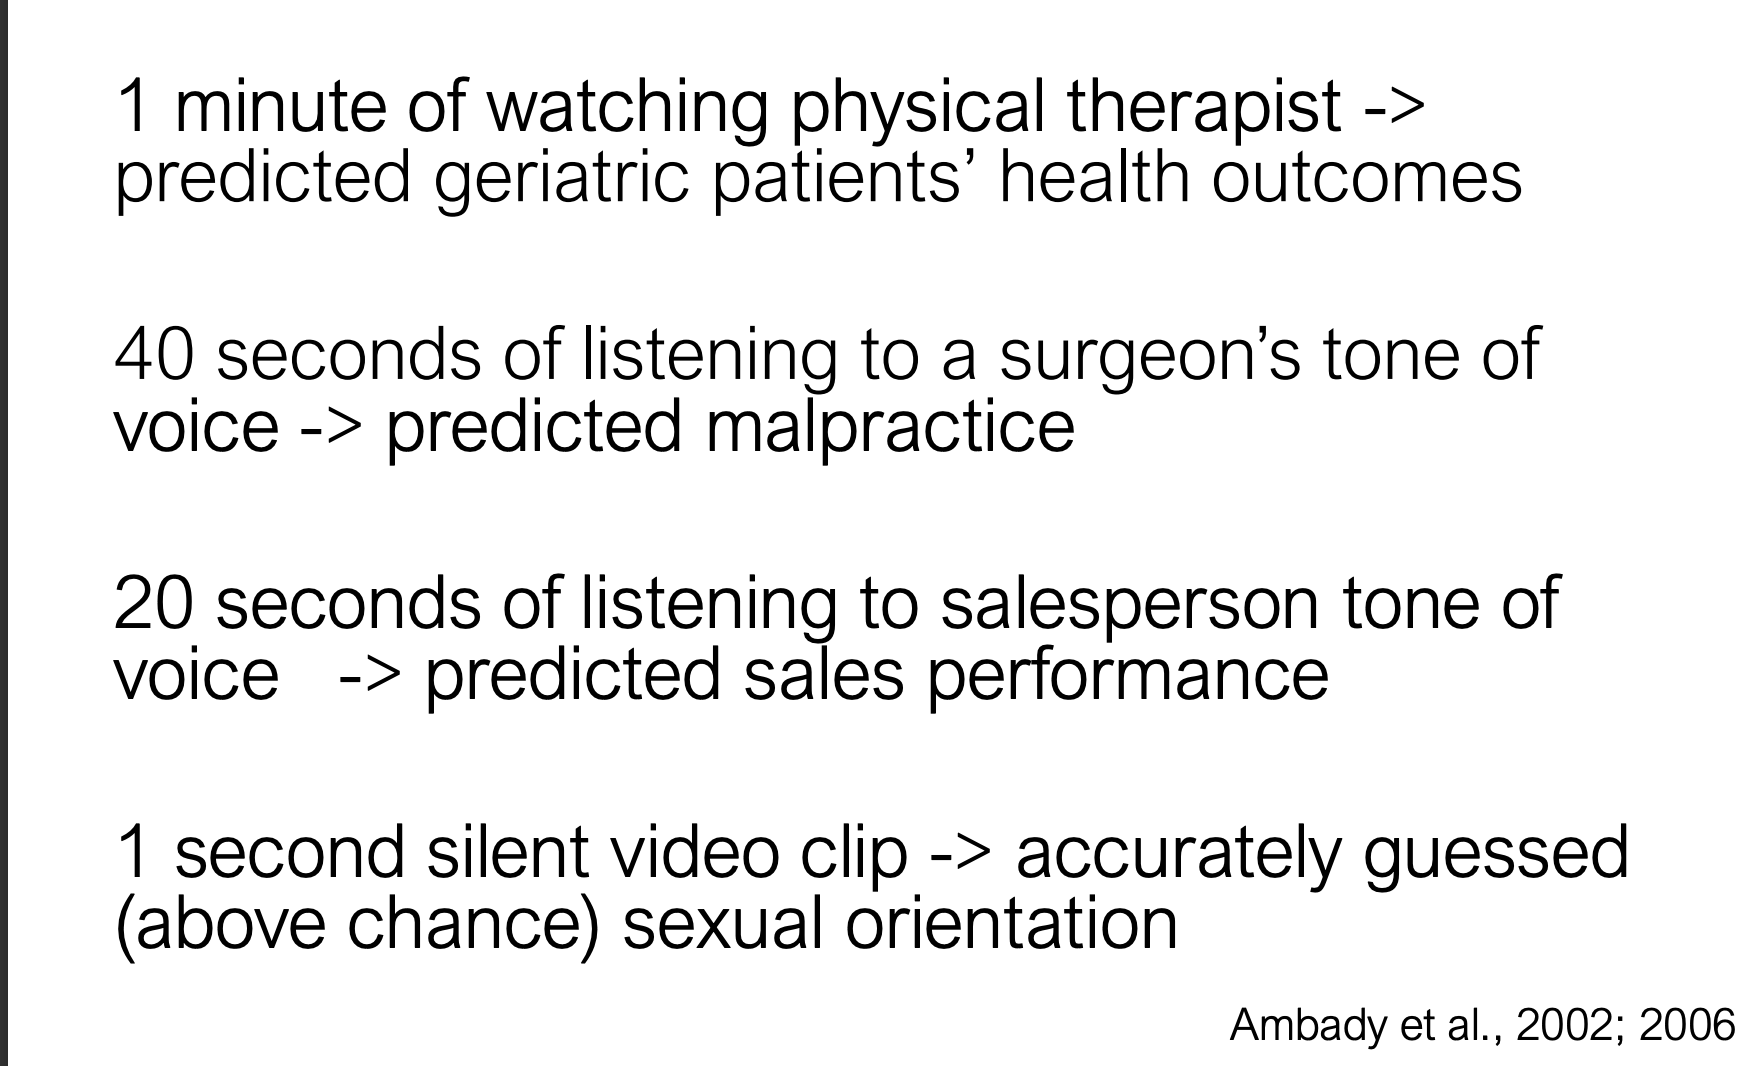 1 minute of watching physical therapist ->
predicted geriatric patients’ health outcomes
40 seconds of listening to a surgeon’s tone of
voice -> predicted malpractice
20 seconds of listening to salesperson tone of
voice   -> predicted sales performance
1 second silent video clip -> accurately guessed
(above chance) sexual orientation
Ambady et al., 2002; 2006